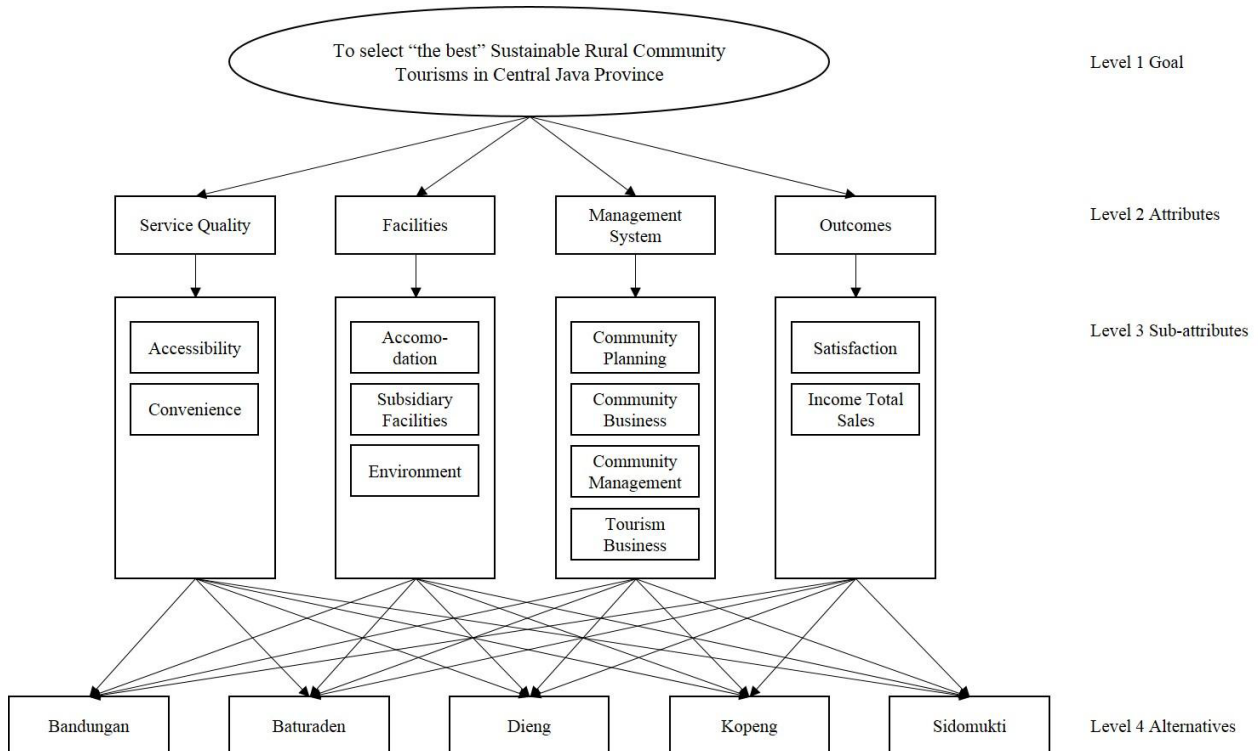 To select “the best” Sustainable Rural Community
Tourisms in Central Java Province
Level 1 Goal
Service Quality
Facilities
Management
System
Outcomes
Level 2 Attributes
Accessibility
Convenience
Accomo-
dation
Subsidiary
Facilities
Environment
Community
Planning
Community
Business
Community
Management
Tourism
Business
Satisfaction
Income Total
Sales
Level 3 Sub-attributes
Bandungan
Baturaden
Dieng
Kopeng
Sidomukti
Level 4 Alternatives